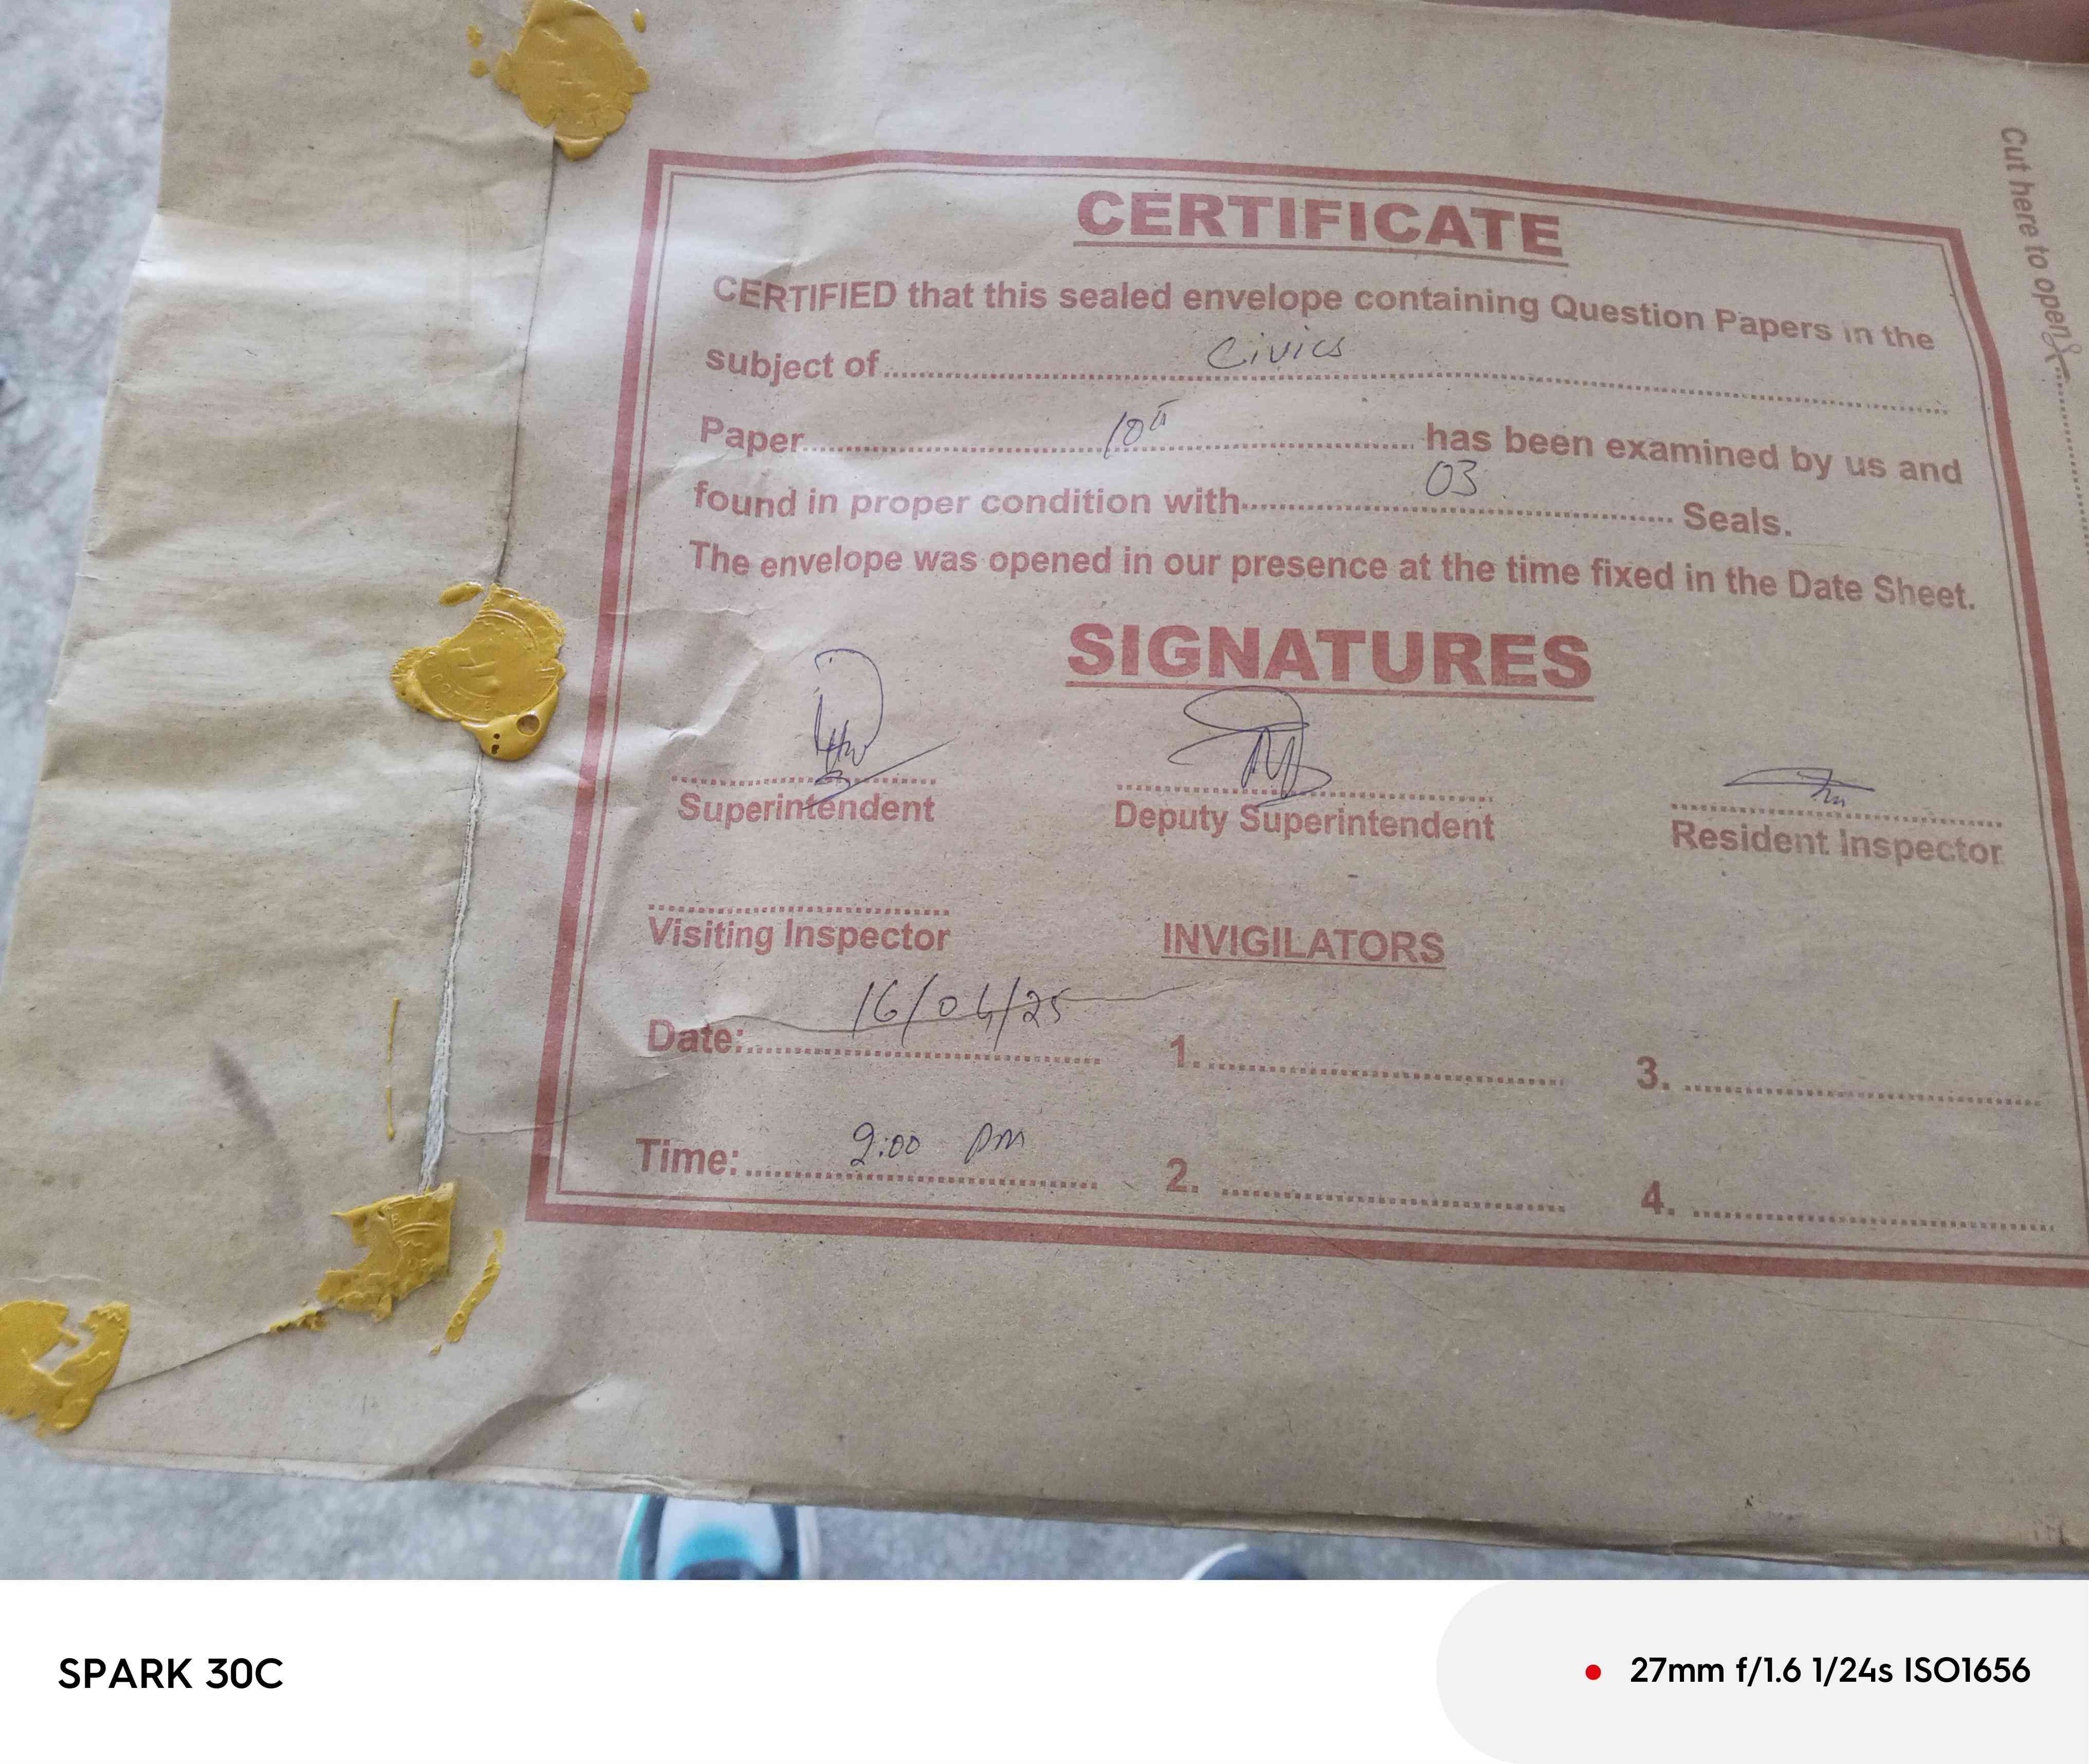 Cut here to open
CERTIFICATE
CERTIFIED that this sealed envelope containing Question Papers in the
subject of.......... Civics ..........
Paper.......... 10th .......... has been examined by us and
found in proper condition with.......... 03 .......... Seals.
The envelope was opened in our presence at the time fixed in the Date Sheet.
SIGNATURES
Superintendent
Deputy Superintendent
Resident Inspector
Visiting Inspector
INVIGILATORS
Date:.......... 16/04/25
1. ..........
3. ..........
Time:.......... 2:00 pm
2. ..........
4. ..........
SPARK 30C
27mm f/1.6 1/24s ISO1656